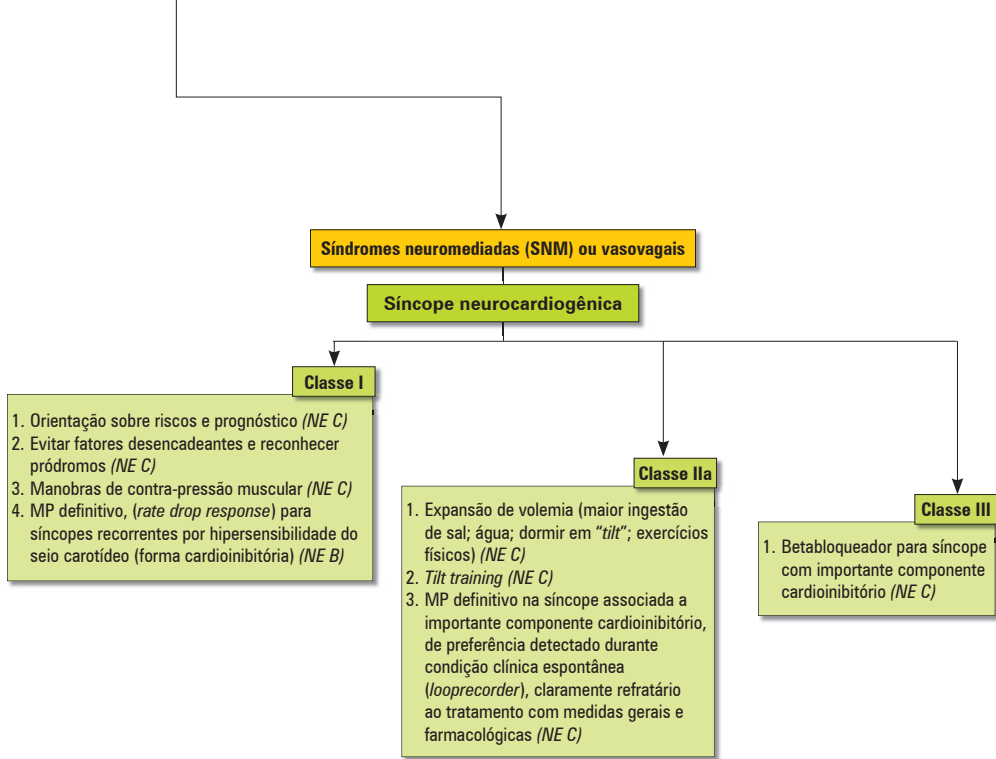 Síndromes neuromediadas (SNM) ou vasovagais
Síncope neurocardiogênica
Classe I
1. Orientação sobre riscos e prognóstico (NE C)
2. Evitar fatores desencadeantes e reconhecer
pródromos (NE C)
3. Manobras de contra-pressão muscular (NE C)
4. MP definitivo, (rate drop response) para
síncopes recorrentes por hipersensibilidade do
seio carotídeo (forma cardioinibitória) (NE B)
Classe IIa
1. Expansão de volemia (maior ingestão
de sal; água; dormir em “tilt”; exercícios
físicos) (NE C)
2. Tilt training (NE C)
3. MP definitivo na síncope associada a
importante componente cardioinibitório,
de preferência detectado durante
condição clínica espontânea
(looprecorder), claramente refratário
ao tratamento com medidas gerais e
farmacológicas (NE C)
Classe III
1. Betabloqueador para síncope
com importante componente
cardioinibitório (NE C)